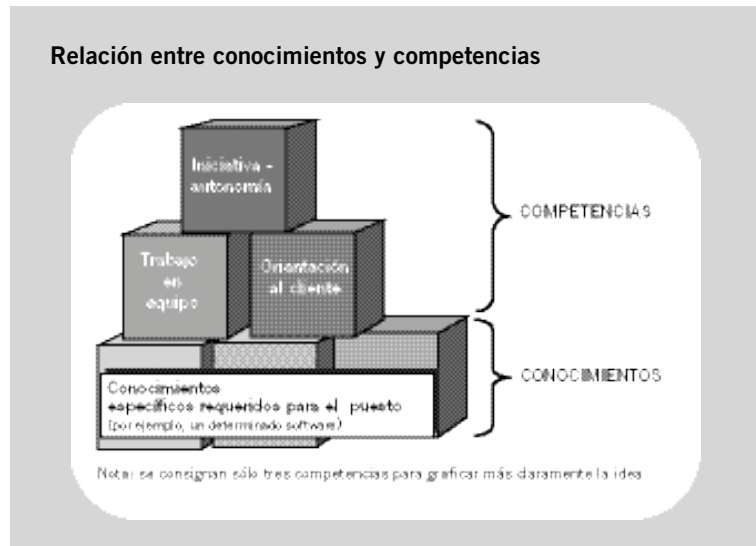 Relación entre conocimientos y competencias
Iniciativa -
autonomía
COMPETENCIAS
Trabajo
en
equipo
Orientación
al cliente
CONOCIMIENTOS
Conocimientos
específicos requeridos para el puesto
(por ejemplo, un determinado software)
Nota: se consignan sólo tres competencias para graficar más claramente la idea